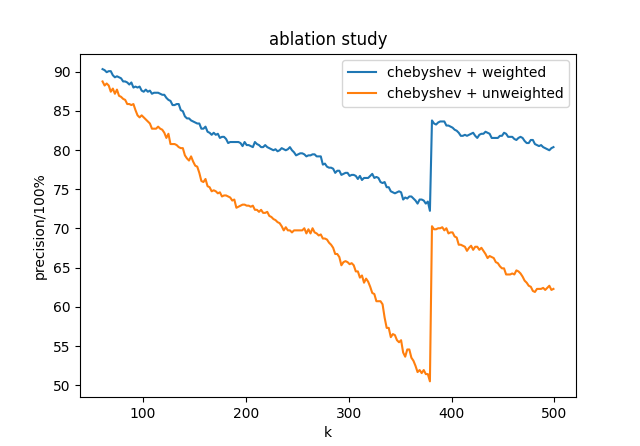 ablation study
chebyshev + weighted
chebyshev + unweighted
precision/100%
90
85
80
75
70
65
60
55
50
100
200
300
400
500
k